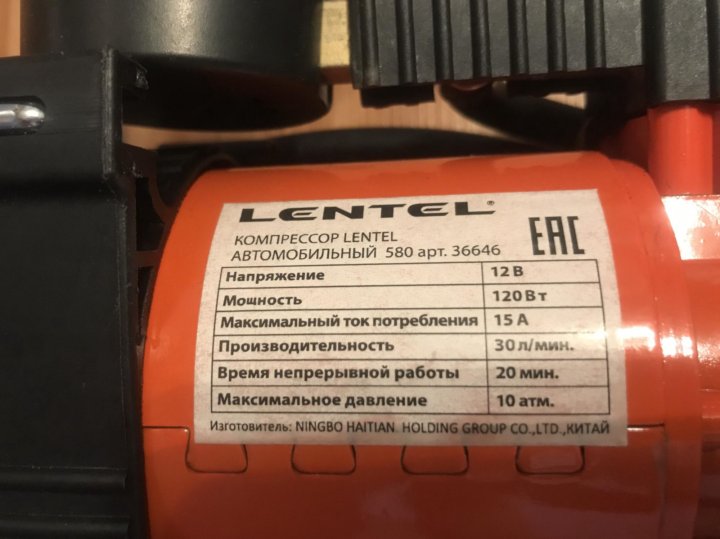 LENTEL®
КОМПРЕССОР LENTEL
АВТОМОБИЛЬНЫЙ 580 арт. 36646
EAC
Напряжение 12 В
Мощность 120 Вт
Максимальный ток потребления 15 А
Производительность 30 л/мин.
Время непрерывной работы 20 мин.
Максимальное давление 10 атм.
Изготовитель: NINGBO HAITIAN HOLDING GROUP CO.,LTD.,КИТАЙ